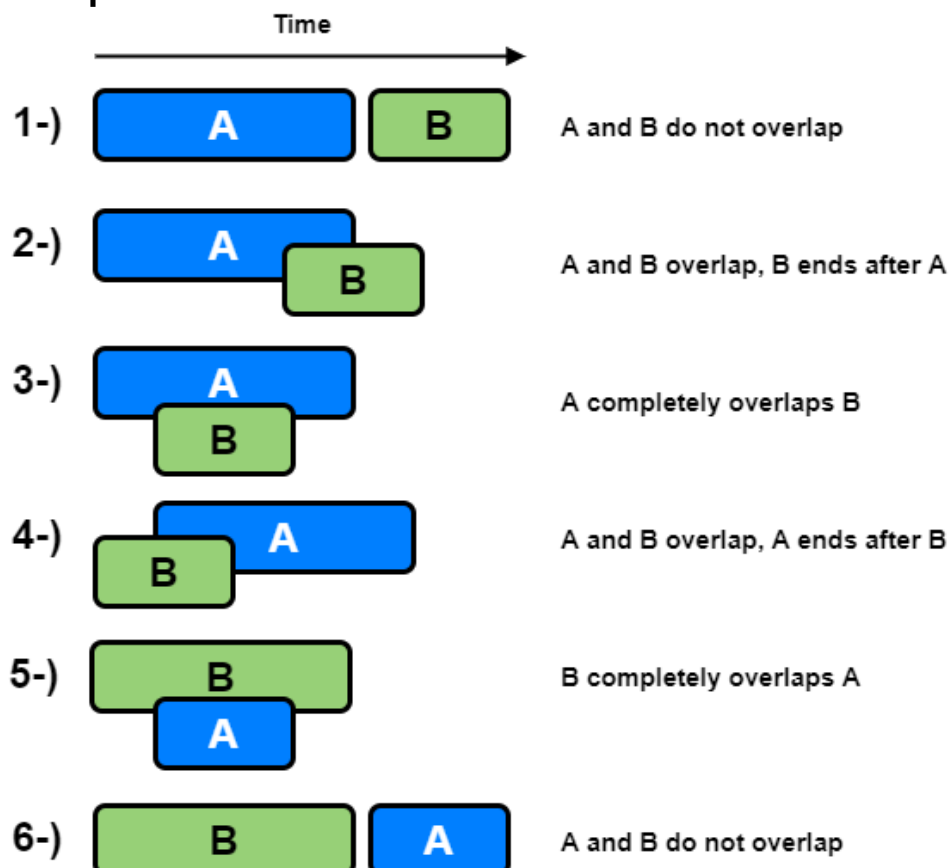 Time
1-) A B A and B do not overlap
2-) A B A and B overlap, B ends after A
3-) A B A completely overlaps B
4-) A B A and B overlap, A ends after B
5-) B A B completely overlaps A
6-) B A A and B do not overlap